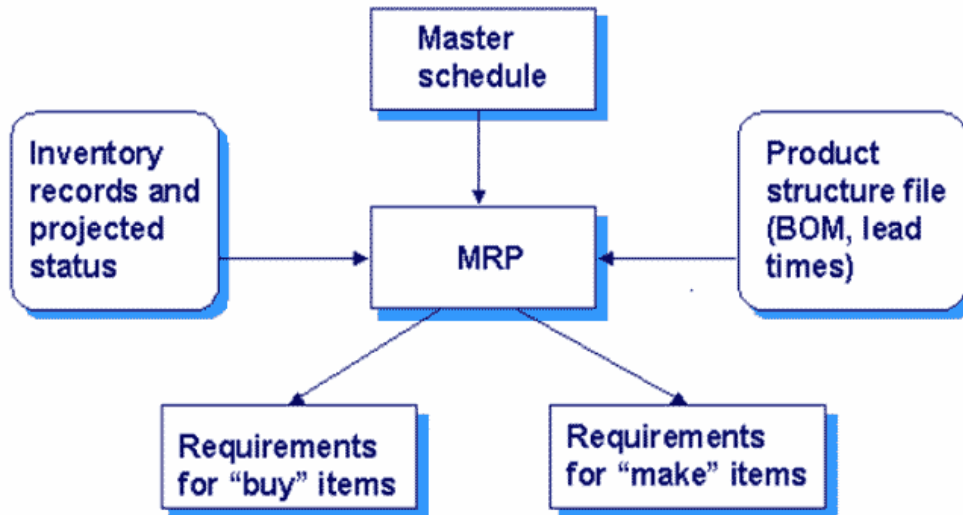 Master
schedule
Inventory
records and
projected
status
MRP
Product
structure file
(BOM, lead
times)
Requirements
for “buy” items
Requirements
for “make” items